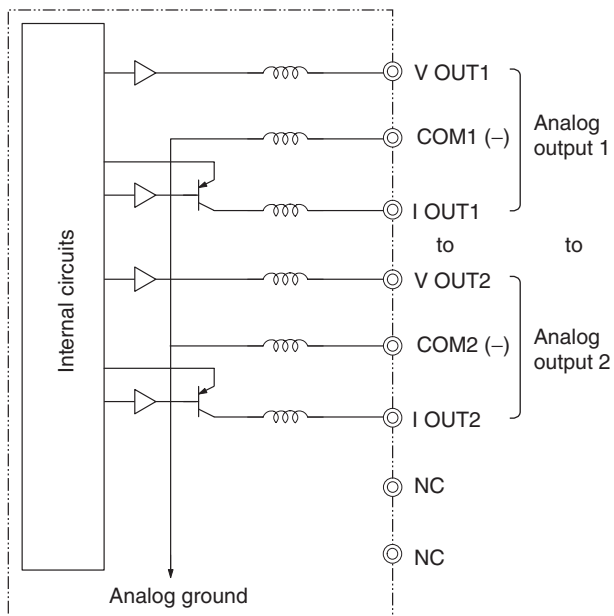 Internal circuits
V OUT1
COM1 (−)
I OUT1
Analog
output 1
to
to
V OUT2
COM2 (−)
I OUT2
Analog
output 2
NC
NC
Analog ground